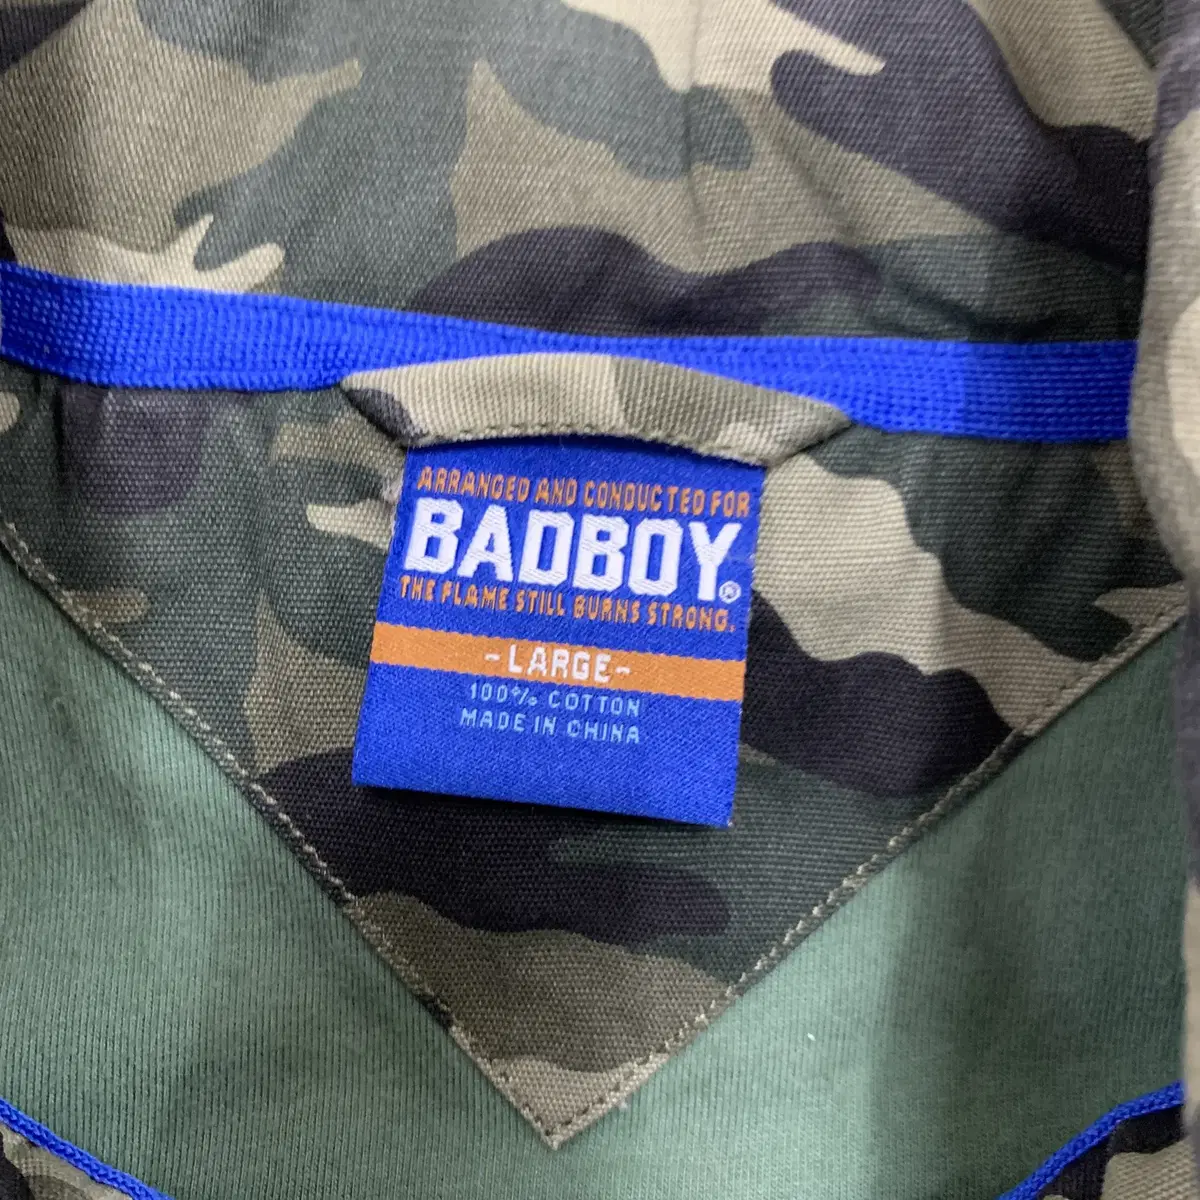 ARRANGED AND CONDUCTED FOR
BADBOY®
THE FLAME STILL BURNS STRONG.
-LARGE-
100% COTTON
MADE IN CHINA